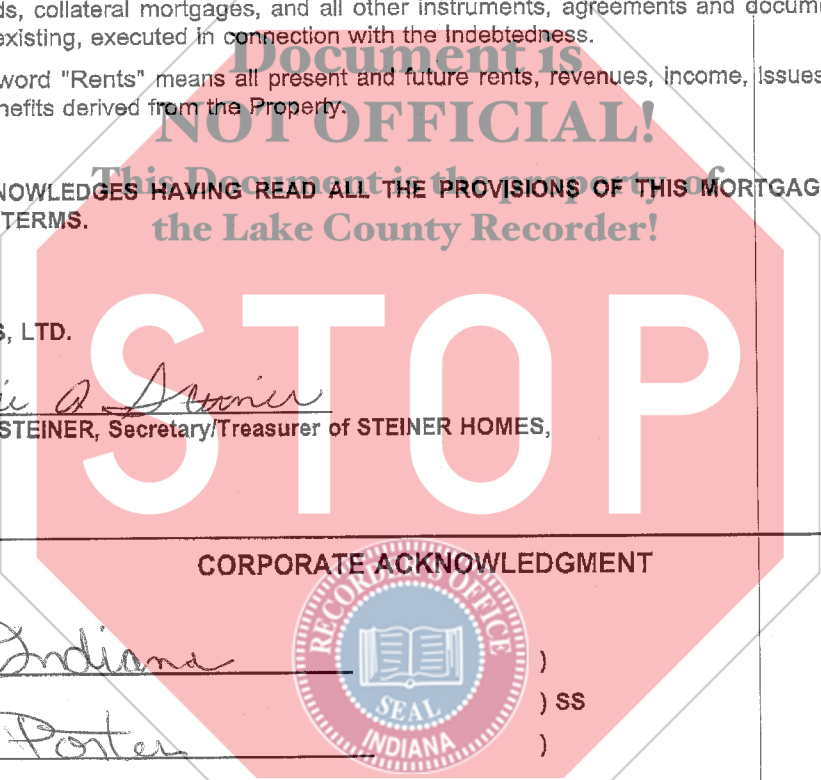 ds, collateral mortgages, and all other instruments, agreements and docum
existing, executed in connection with the Indebtedness.
Document is
word "Rents" means all present and future rents, revenues, income, issues
nefits derived from the Property.
NOT OFFICIAL!
This Document is the property of
NOWLEDGES HAVING READ ALL THE PROVISIONS OF THIS MORTGAG
TERMS.
the Lake County Recorder!
S, LTD.
STOP
ie A Steiner
STEINER, Secretary/Treasurer of STEINER HOMES,
CORPORATE ACKNOWLEDGMENT
RECORDER'S OFFICE
Indiana )
) SS
SEAL
Porter )
INDIANA